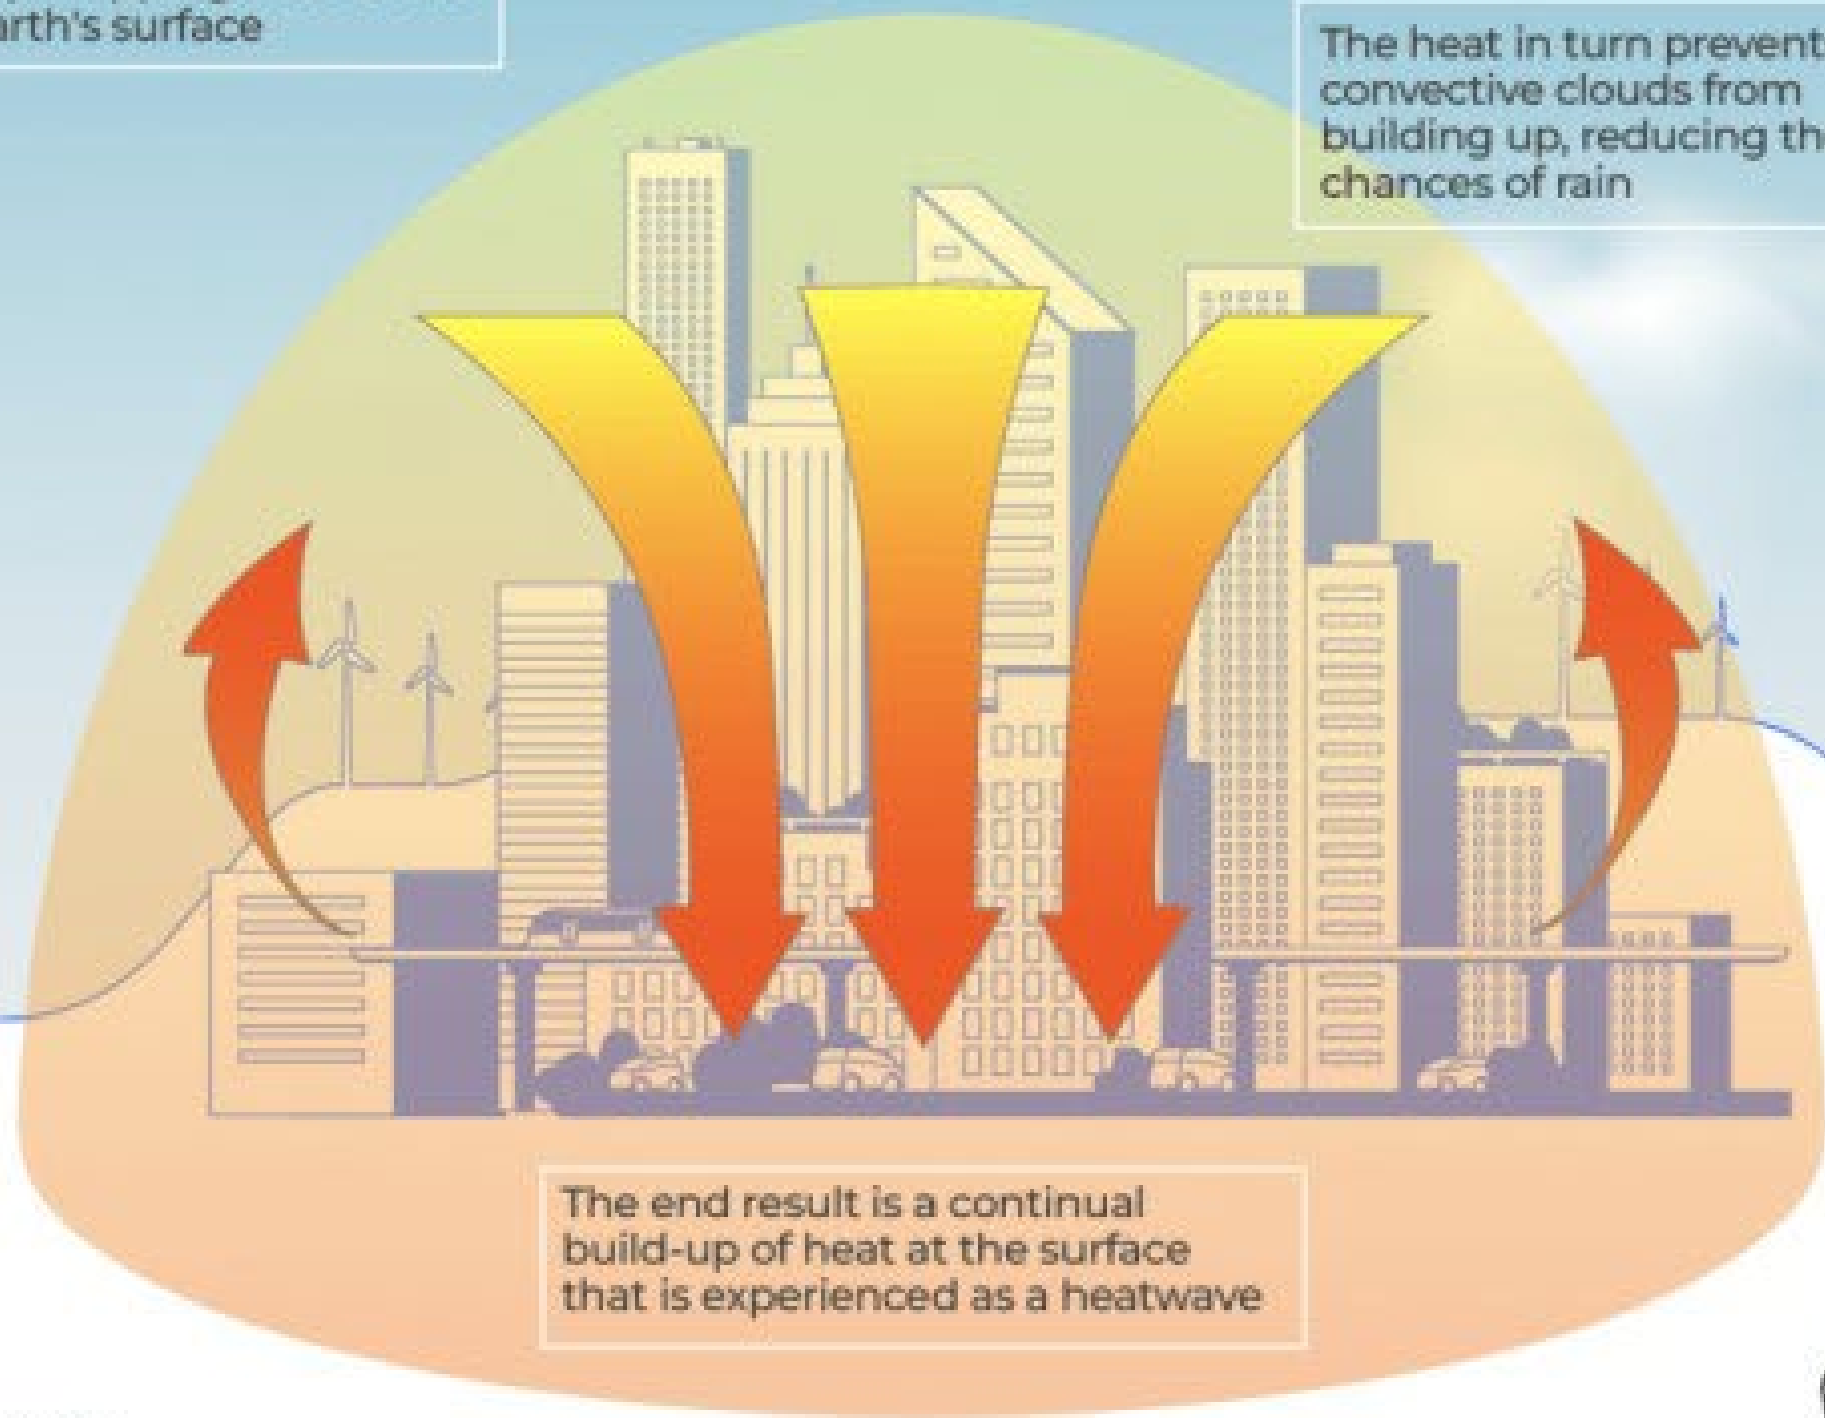 arth's surface
The heat in turn prevent
convective clouds from
building up, reducing th
chances of rain
The end result is a continual
build-up of heat at the surface
that is experienced as a heatwave